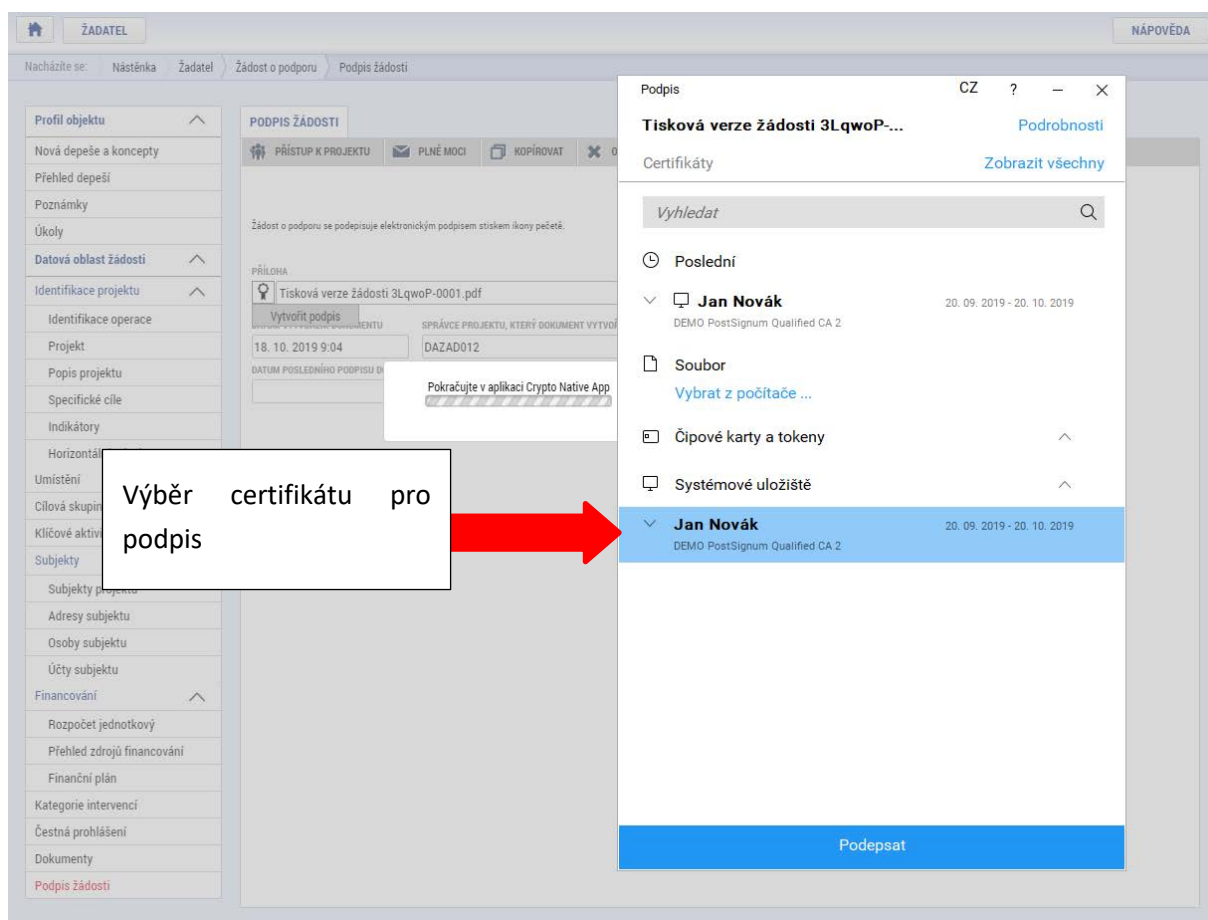 ŽADATEL
NÁPOVĚDA
Nacházíte se: Nástěnka Žadatel Žádost o podporu Podpis žádosti
Profil objektu
Nová depeše a koncepty
Přehled depeší
Poznámky
Úkoly
Datová oblast žádosti
Identifikace projektu
Identifikace operace
Projekt
Popis projektu
Specifické cíle
Indikátory
Umístění
Subjekty
Subjekty projektu
Adresy subjektu
Osoby subjektu
Účty subjektu
Financování
Rozpočet jednotkový
Přehled zdrojů financování
Finanční plán
Kategorie intervencí
Čestná prohlášení
Dokumenty
Podpis žádosti
PODPIS ŽÁDOSTI
PŘÍSTUP K PROJEKTU PLNÉ MOCI KOPÍROVAT
Žádost o podporu se podepisuje elektronickým podpisem stiskem ikony pečetě.
PŘÍLOHA
Tisková verze žádosti 3LqwoP-0001.pdf
Vytvořit podpis
SPRÁVCE PROJEKTU, KTERÝ DOKUMENT
18. 10. 2019 9:04 DAZAD012
DATUM POSLEDNÍHO PODPISU
Pokračujte v aplikaci Crypto Native App
Výběr certifikátu pro
podpis
Podpis CZ ? – ×
Tisková verze žádosti 3LqwoP-... Podrobnosti
Certifikáty Zobrazit všechny
Vyhledat
Poslední
Jan Novák 20. 09. 2019 - 20. 10. 2019
DEMO PostSignum Qualified CA 2
Soubor
Vybrat z počítače ...
Čipové karty a tokeny
Systémové uložiště
Jan Novák 20. 09. 2019 - 20. 10. 2019
DEMO PostSignum Qualified CA 2
Podepsat